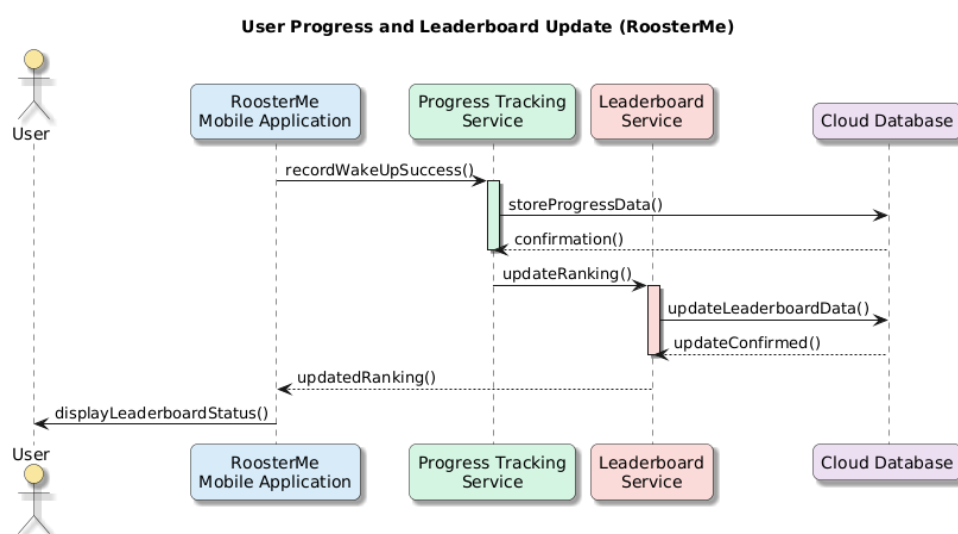 User Progress and Leaderboard Update (RoosterMe)
User
RoosterMe
Mobile Application
Progress Tracking
Service
Leaderboard
Service
Cloud Database
recordWakeUpSuccess()
storeProgressData()
confirmation()
updateRanking()
updateLeaderboardData()
updateConfirmed()
updatedRanking()
displayLeaderboardStatus()
User
RoosterMe
Mobile Application
Progress Tracking
Service
Leaderboard
Service
Cloud Database